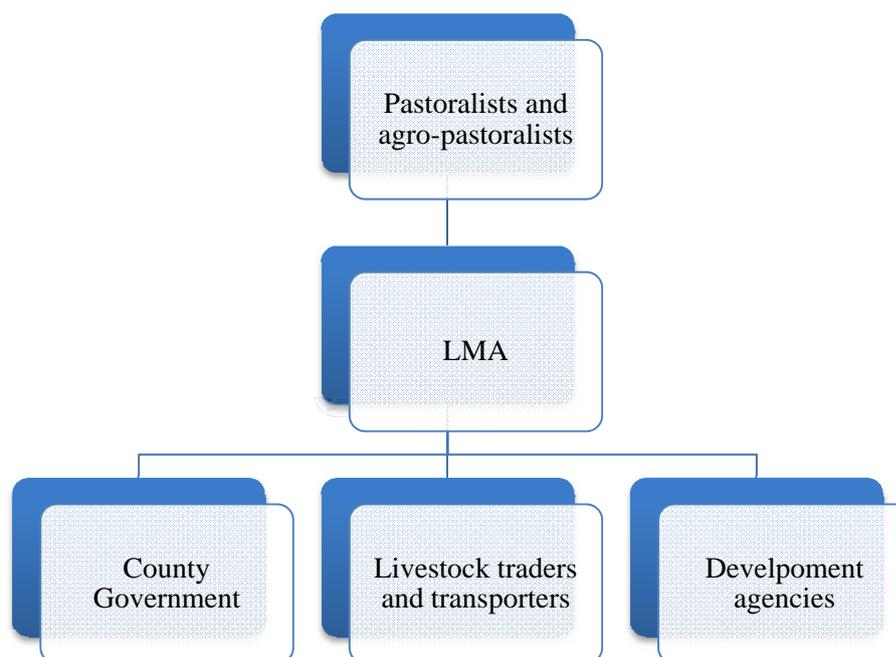 Pastoralists and
agro-pastoralists
LMA
County
Government
Livestock traders
and transporters
Develpoment
agencies